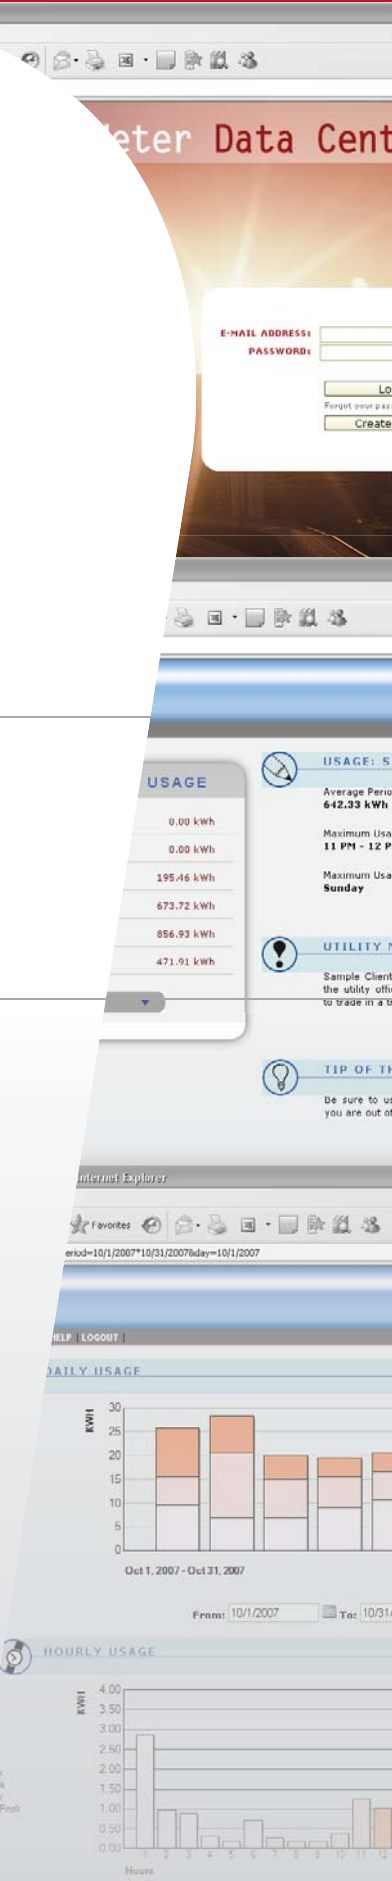 eter Data Cent
E-MAIL ADDRESS:
PASSWORD:
Lo
Forgot your pas
Create
USAGE
0.00 kWh
0.00 kWh
195.46 kWh
673.72 kWh
856.93 kWh
471.91 kWh
USAGE: S
Average Perio
642.33 kWh
Maximum Usa
11 PM - 12 P
Maximum Usa
Sunday
UTILITY N
Sample Client
the utility offi
to trade in a t
TIP OF TH
Be sure to us
you are out of
Internet Explorer
Favorites
eriod=10/1/2007*10/31/2007&day=10/1/2007
HELP | LOGOUT |
DAILY USAGE
KWH
30
25
20
15
10
5
0
Oct 1, 2007 - Oct 31, 2007
From: 10/1/2007 To: 10/31/
HOURLY USAGE
KWH
4.00
3.50
3.00
2.50
2.00
1.50
1.00
0.50
0.00
1 2 3 4 5 6 7 8 9 10 11 12
Hours
Peak